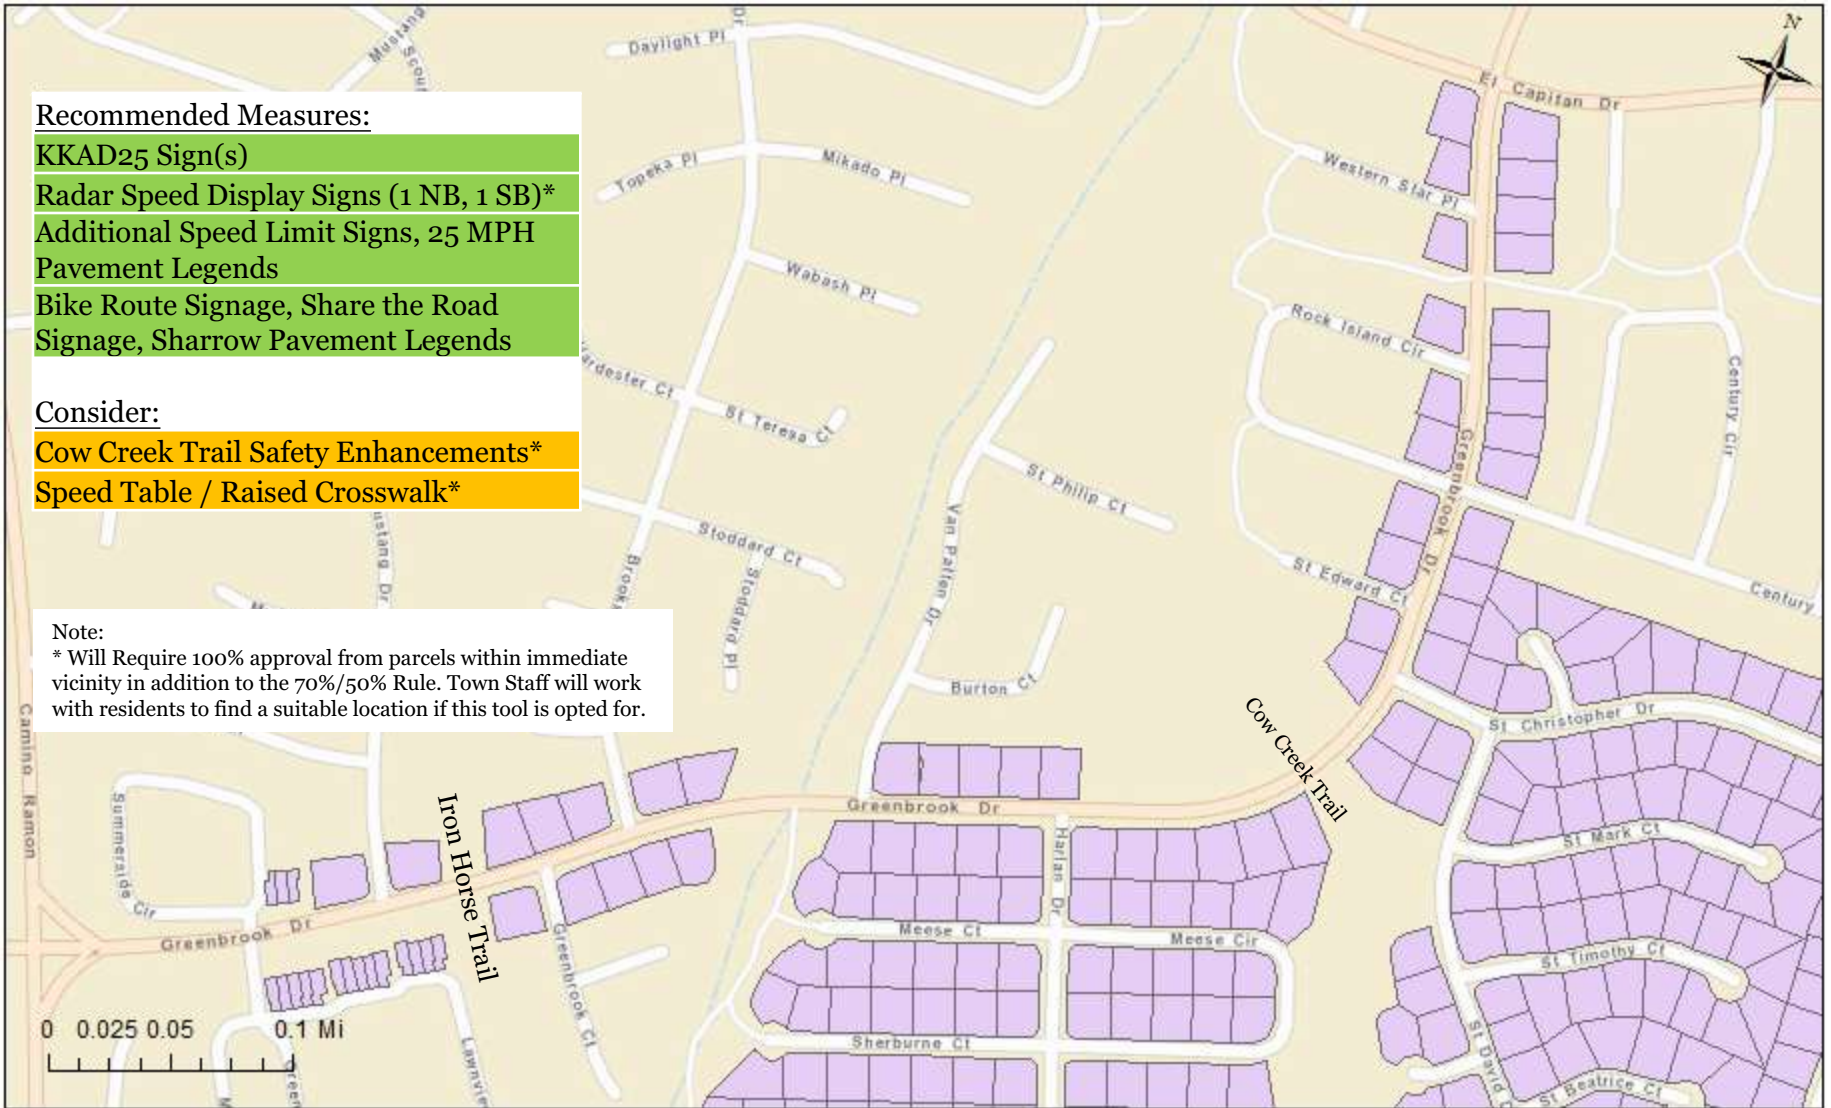 N
Mustang
Scout
Dr
Daylight Pl
El Capitan Dr
Recommended Measures:
KKAD25 Sign(s)
Radar Speed Display Signs (1 NB, 1 SB)*
Additional Speed Limit Signs, 25 MPH
Pavement Legends
Bike Route Signage, Share the Road
Signage, Sharrow Pavement Legends
Consider:
Cow Creek Trail Safety Enhancements*
Speed Table / Raised Crosswalk*
Topeka Pl
Mikado Pl
Western Star Pl
Wabash Pl
Rock Island Cir
Century Cir
St Teresa Ct
Greenbrook Dr
St Philip Ct
Van Patten Dr
Stoddard Ct
Stoddard Pl
St Edward Ct
Century
Note:
* Will Require 100% approval from parcels within immediate
vicinity in addition to the 70%/50% Rule. Town Staff will work
with residents to find a suitable location if this tool is opted for.
Burton Ct
Cow Creek Trail
St Christopher Dr
Camino Ramon
Summerside Cir
Iron Horse Trail
Greenbrook Dr
Harlan Dr
St Mark Ct
Greenbrook Dr
Greenbrook Ct
Meese Ct
Meese Cir
St Timothy Ct
0 0.025 0.05 0.1 Mi
Sherburne Ct
St David
St Beatrice Ct